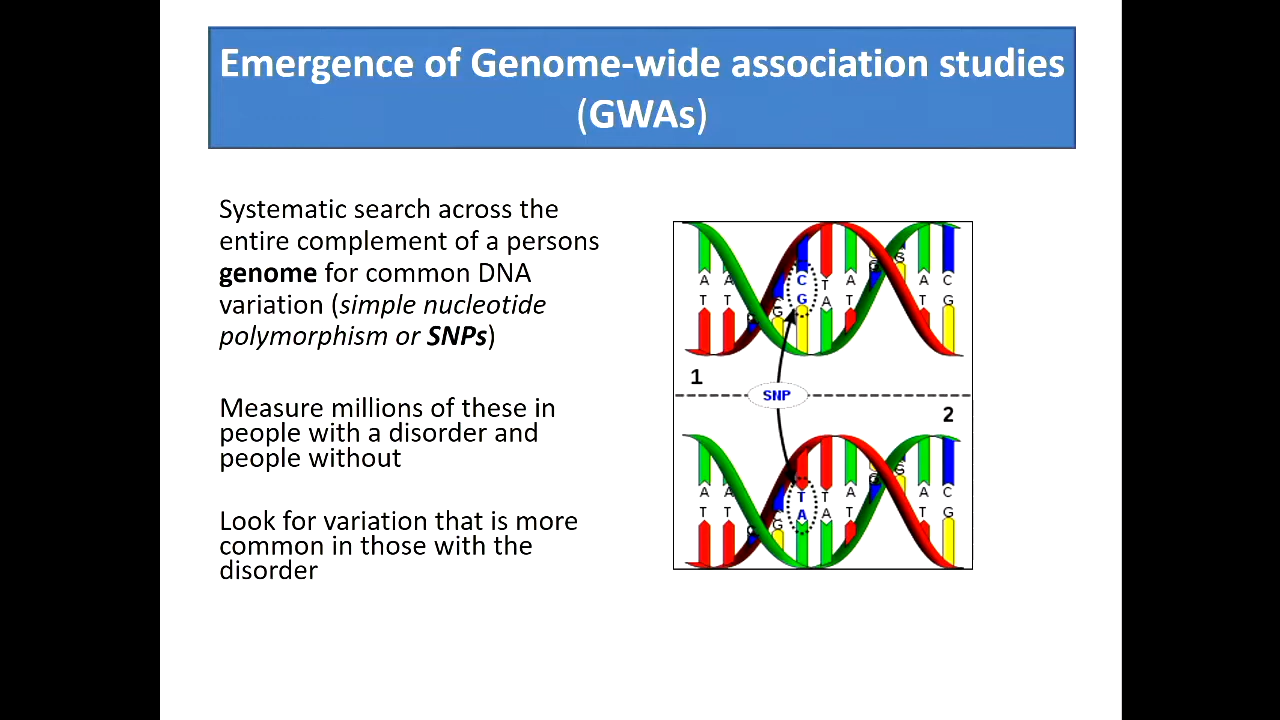 Emergence of Genome-wide association studies
(GWAs)
Systematic search across the
entire complement of a persons
genome for common DNA
variation (simple nucleotide
polymorphism or SNPs)
Measure millions of these in
people with a disorder and
people without
Look for variation that is more
common in those with the
disorder
A A C T A G A C
T T G G A T T G
1
SNP
2
A A T T A G A C
T T G A A T T G